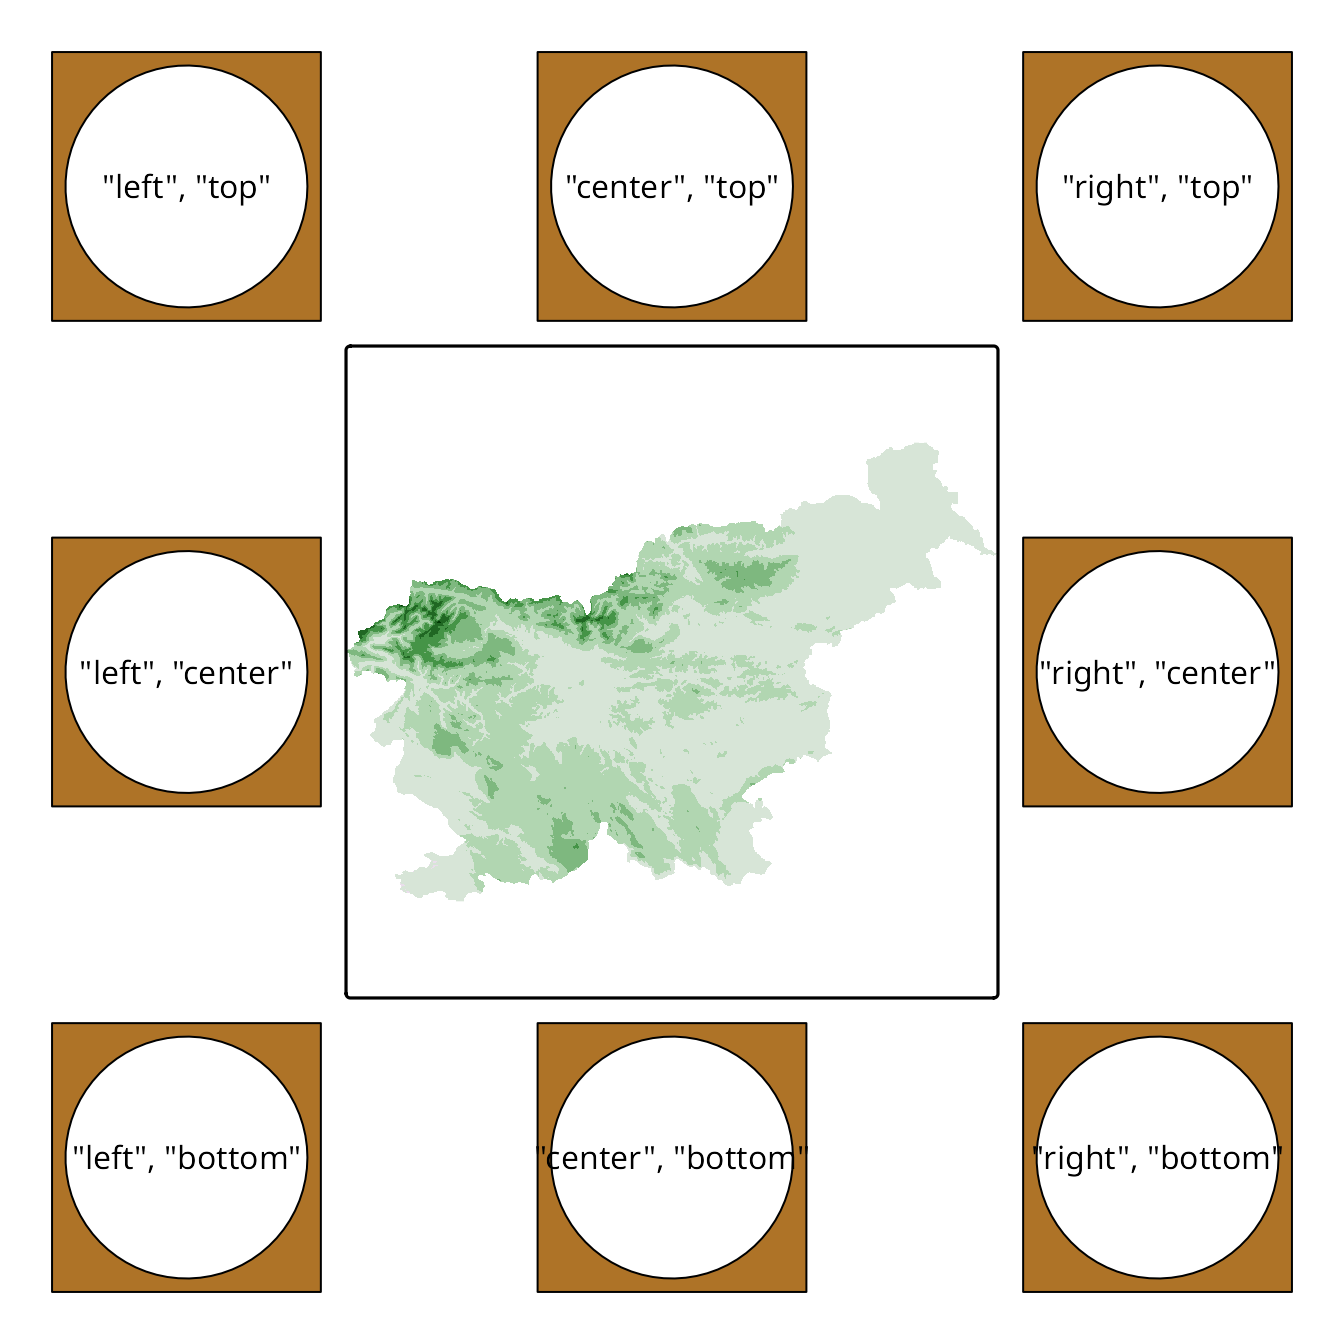 "left", "top"
"center", "top"
"right", "top"
"left", "center"
"right", "center"
"left", "bottom"
"center", "bottom"
"right", "bottom"